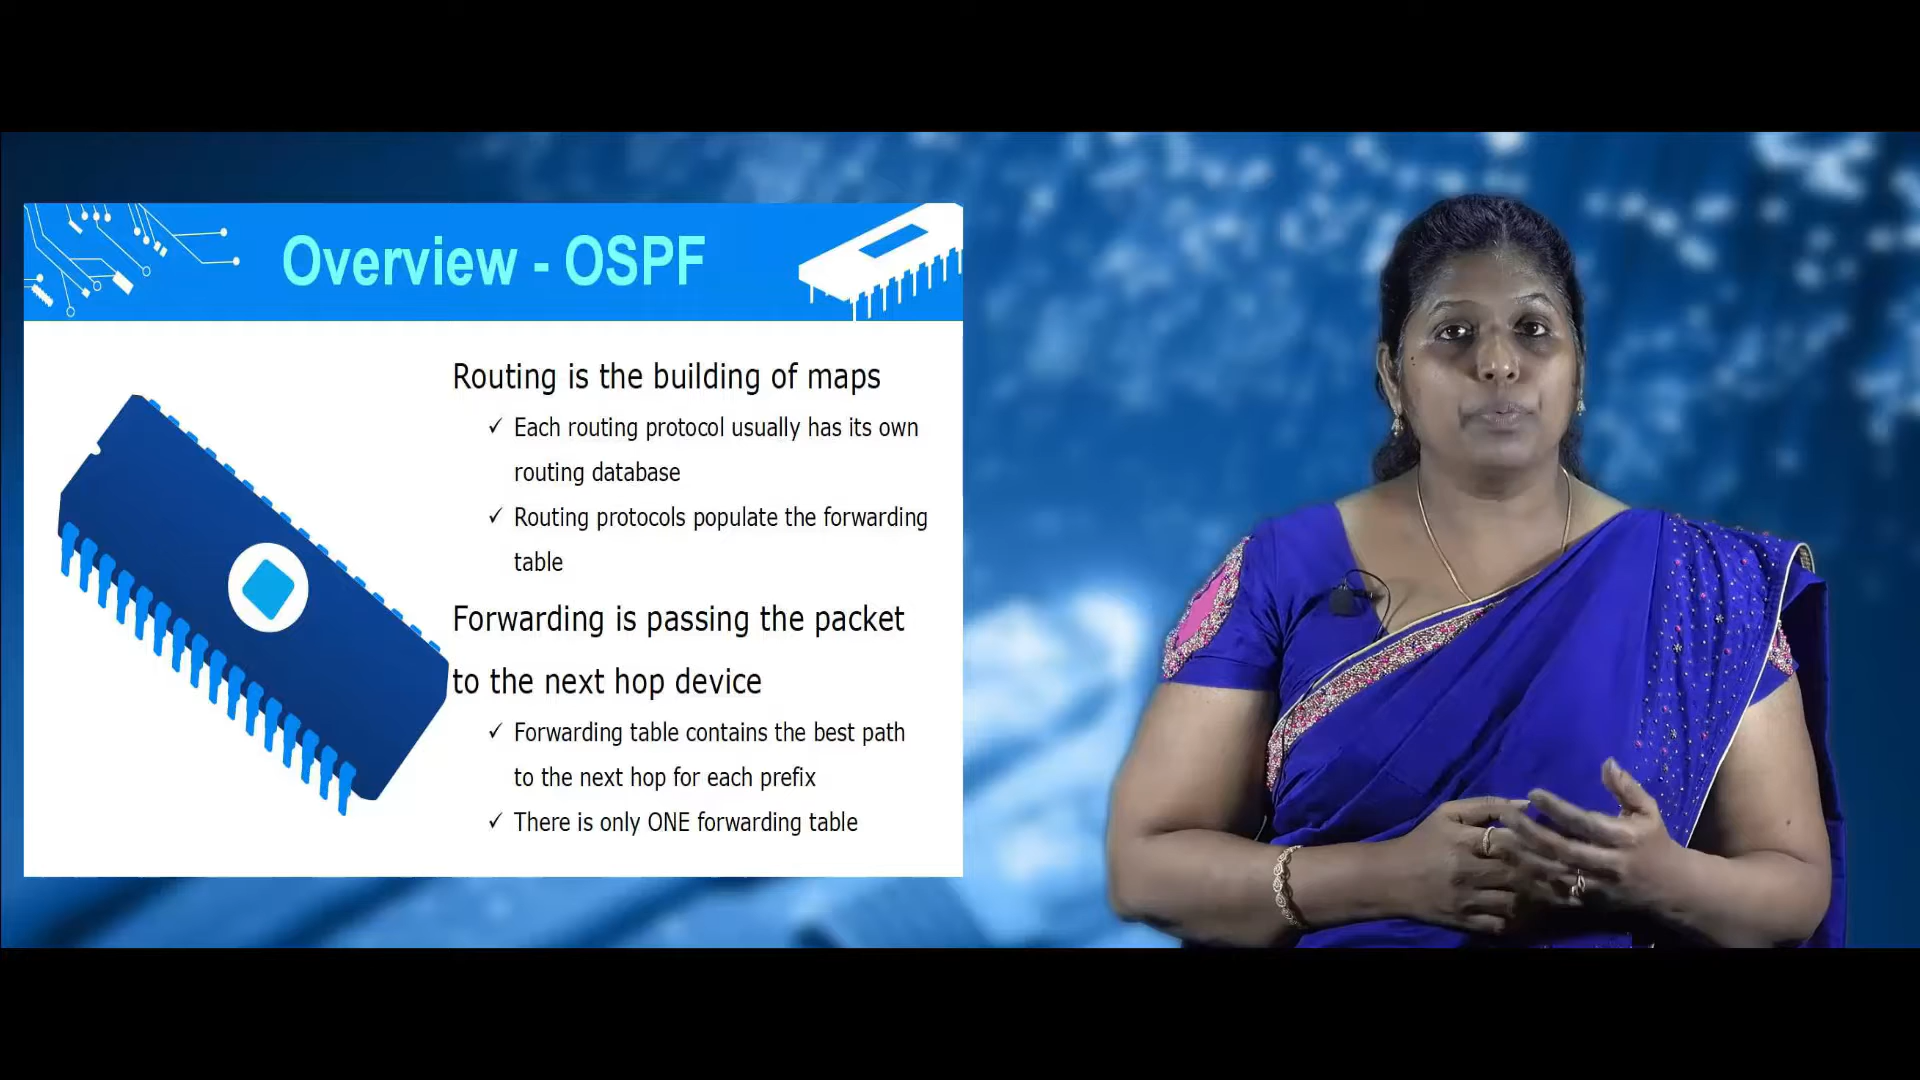 Overview - OSPF
Routing is the building of maps
✓ Each routing protocol usually has its own
routing database
✓ Routing protocols populate the forwarding
table
Forwarding is passing the packet
to the next hop device
✓ Forwarding table contains the best path
to the next hop for each prefix
✓ There is only ONE forwarding table